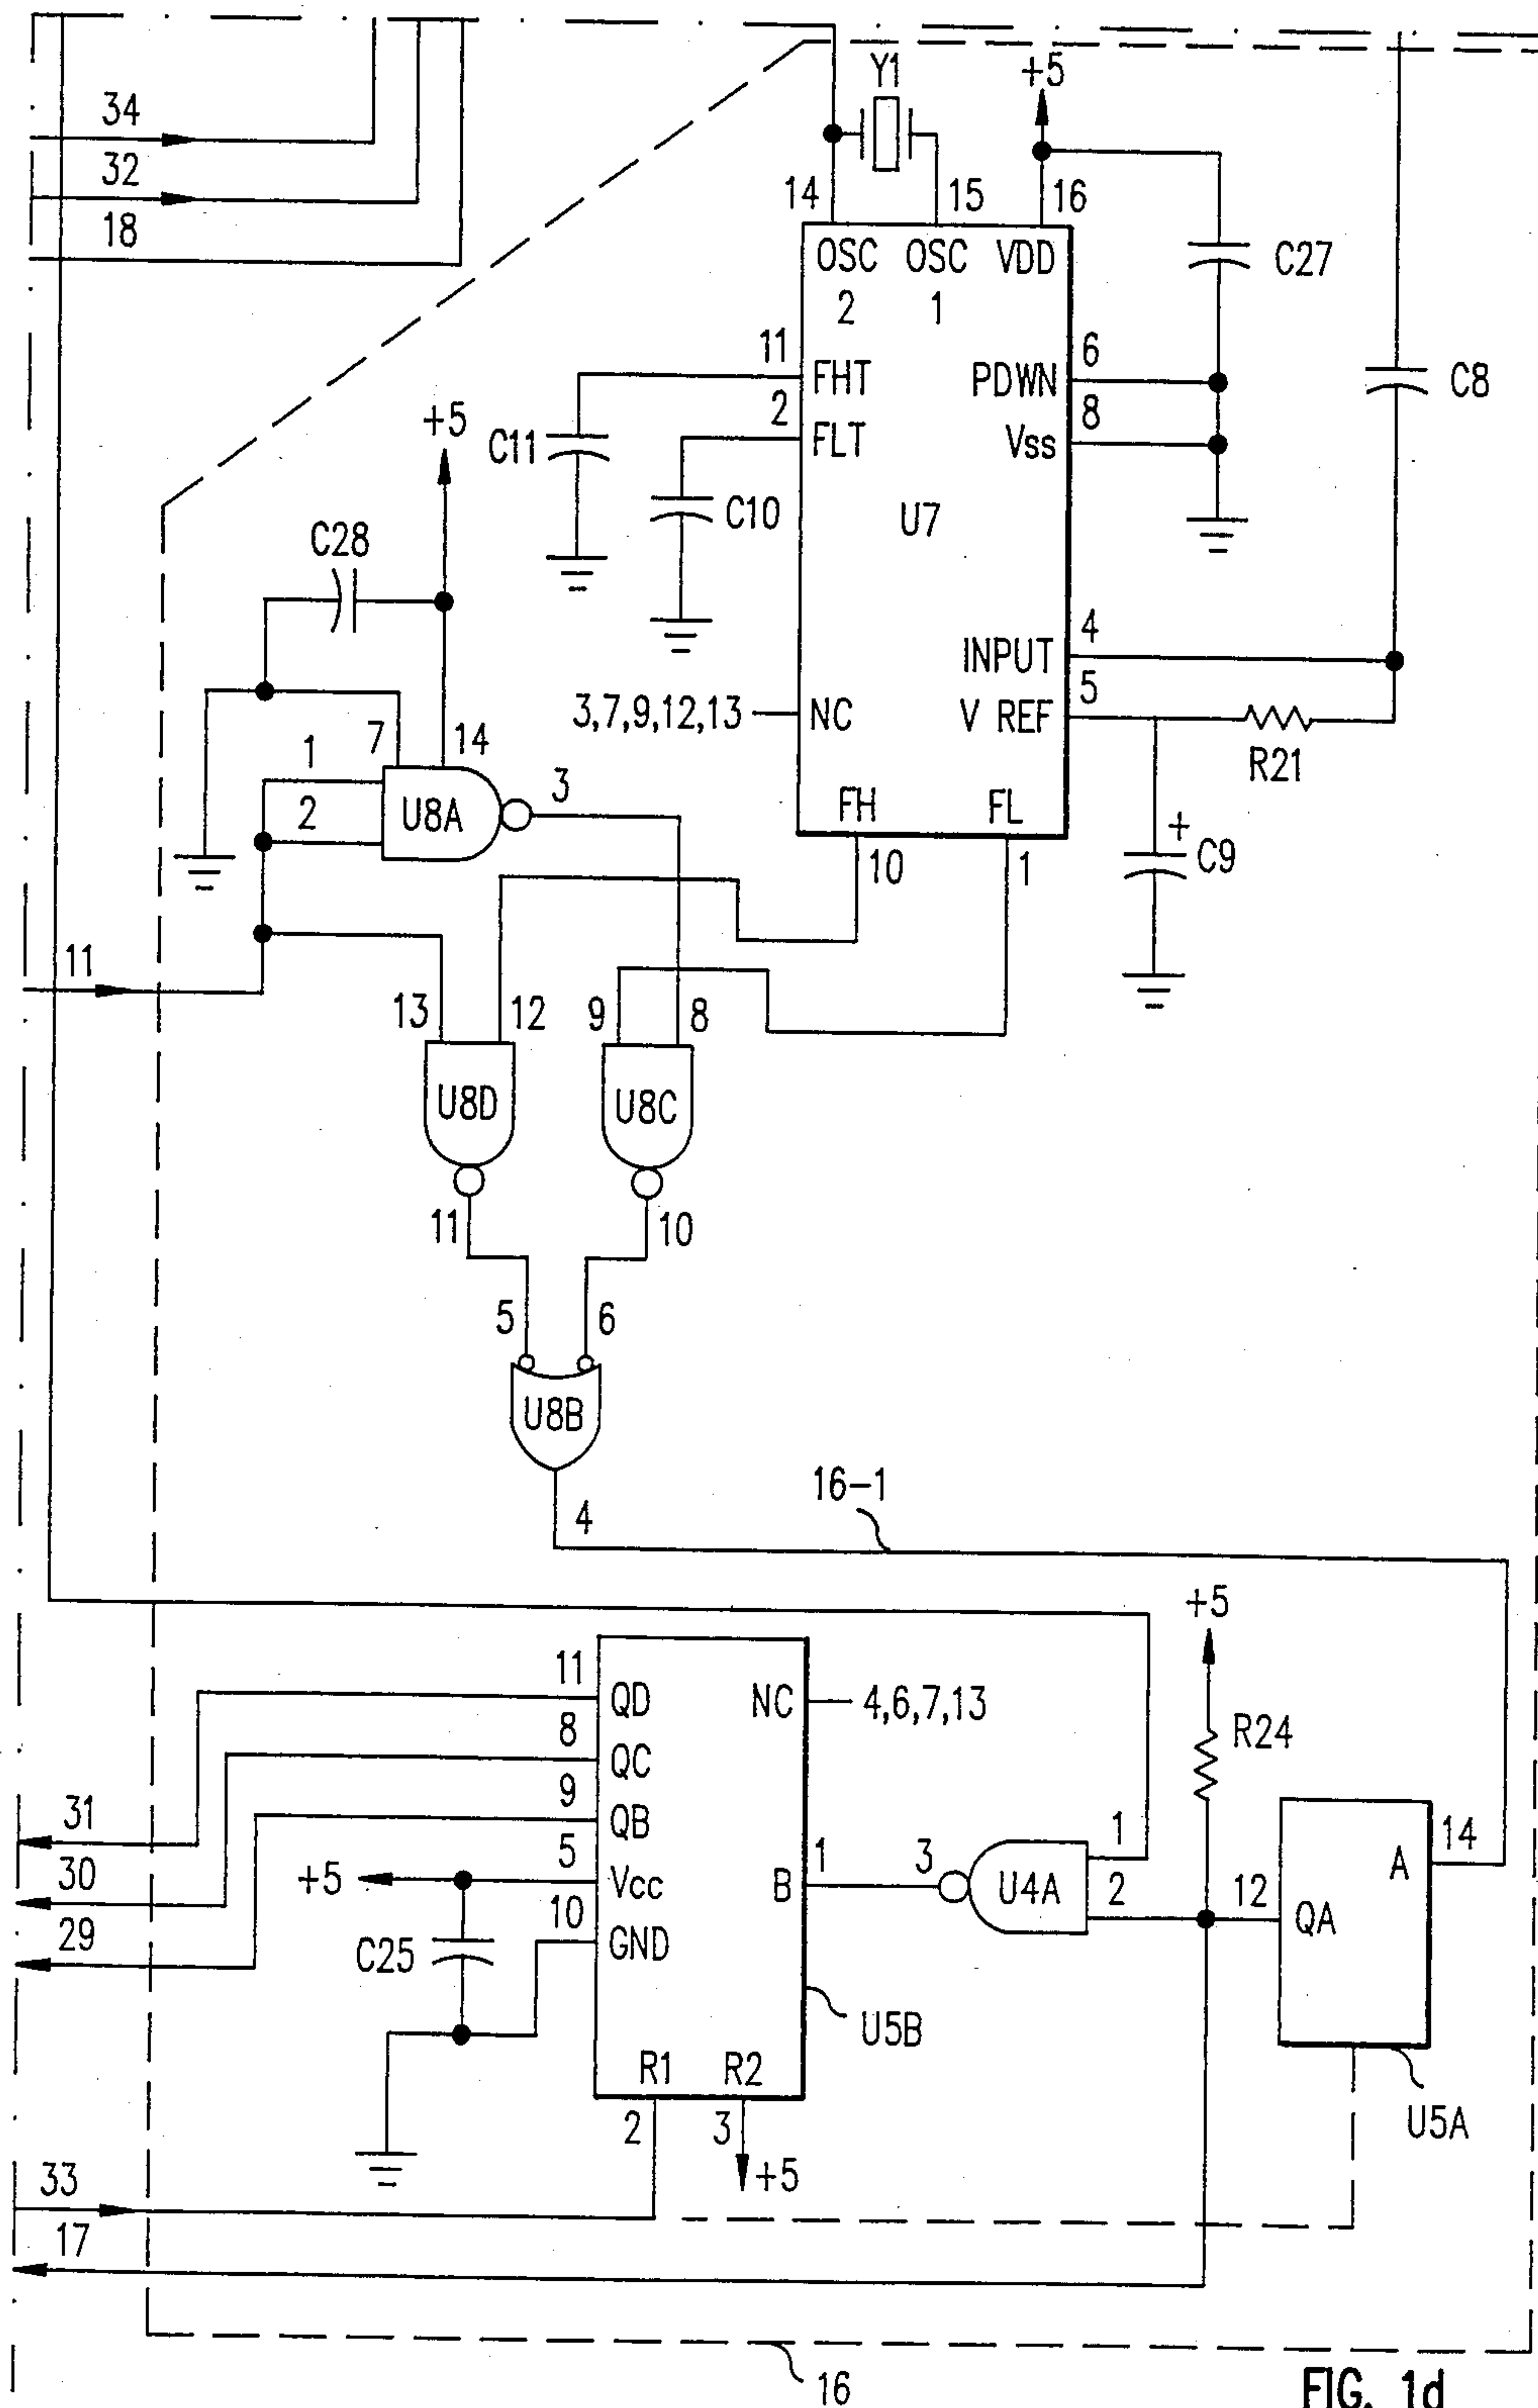 34
32
18
Y1
+5
14
15
16
OSC
2
OSC
1
VDD
C27
11
FHT
2
FLT
PDWN
6
8
Vss
C8
+5
C11
C10
U7
C28
4
INPUT
5
V REF
3,7,9,12,13
NC
R21
7
14
1
2
U8A
3
FH
FL
10
1
+
C9
11
13
12
9
8
U8D
U8C
11
10
5
6
U8B
4
16-1
+5
11
QD
NC
4,6,7,13
8
QC
9
QB
R24
31
30
29
5
+5
Vcc
B
1
3
U4A
1
2
12
QA
A
14
10
GND
C25
U5B
R1
R2
2
3
+5
U5A
33
17
16
FIG. 1d